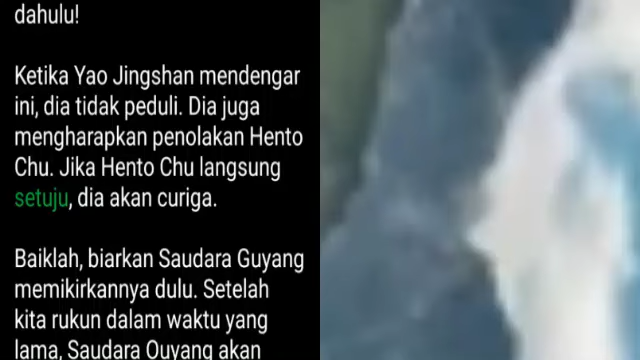 dahulu!
Ketika Yao Jingshan mendengar
ini, dia tidak peduli. Dia juga
mengharapkan penolakan Hento
Chu. Jika Hento Chu langsung
setuju, dia akan curiga.
Baiklah, biarkan Saudara Guyang
memikirkannya dulu. Setelah
kita rukun dalam waktu yang
lama, Saudara Ouyang akan